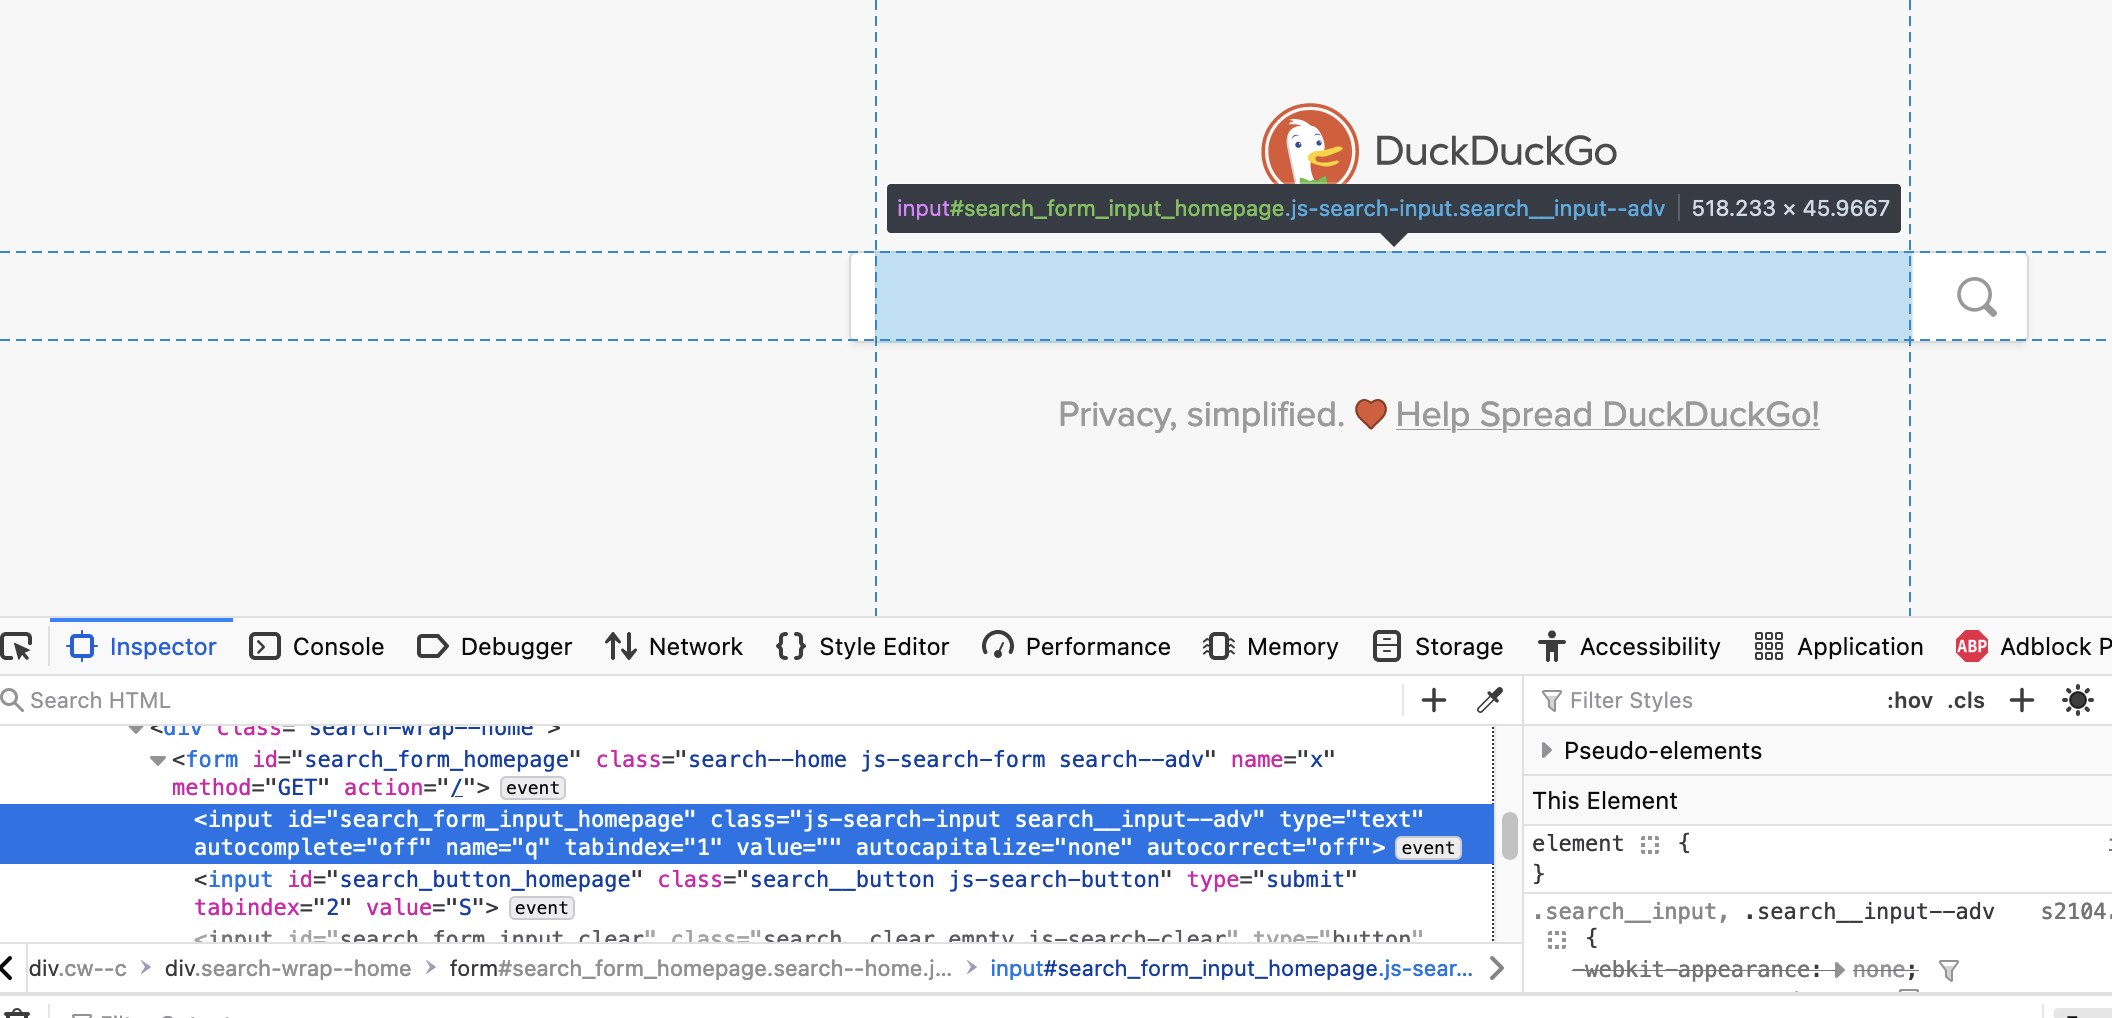 DuckDuckGo
input#search_form_input_homepage.js-search-input.search__input--adv 518.233 × 45.9667
Privacy, simplified. Help Spread DuckDuckGo!
Inspector Console Debugger Network Style Editor Performance Memory Storage Accessibility Application ABP Adblock P
Search HTML
Filter Styles :hov .cls
<div class="search-wrap--home">
<form id="search_form_homepage" class="search--home js-search-form search--adv" name="x"
method="GET" action="/"> event
<input id="search_form_input_homepage" class="js-search-input search__input--adv" type="text"
autocomplete="off" name="q" tabindex="1" value="" autocapitalize="none" autocorrect="off"> event
<input id="search_button_homepage" class="search__button js-search-button" type="submit"
tabindex="2" value="S"> event
<input id="search_form_input_clear" class="search__clear empty js-search-clear" type="button"
Pseudo-elements
This Element
element {
}
.search__input, .search__input--adv s2104.
{
-webkit-appearance: none;
div.cw--c div.search-wrap--home form#search_form_homepage.search--home.j... input#search_form_input_homepage.js-sear...